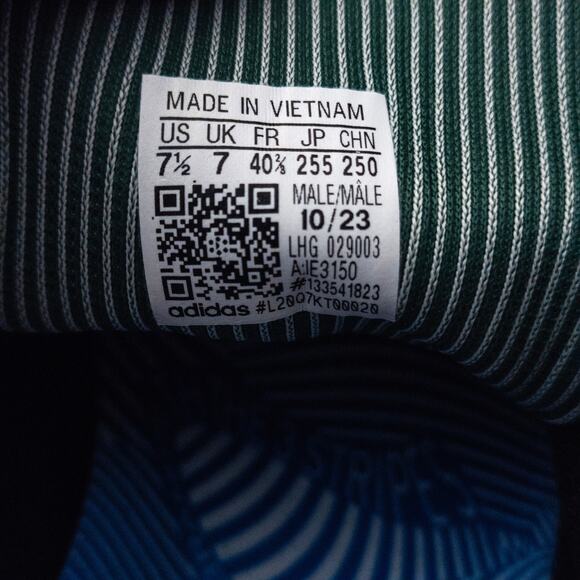 MADE IN VIETNAM
US UK FR JP CHN
7½ 7 40⅔ 255 250
MALE/MÂLE
10/23
LHG 029003
A:IE3150
#133541823
adidas #L20Q7KT00020
STRIPES